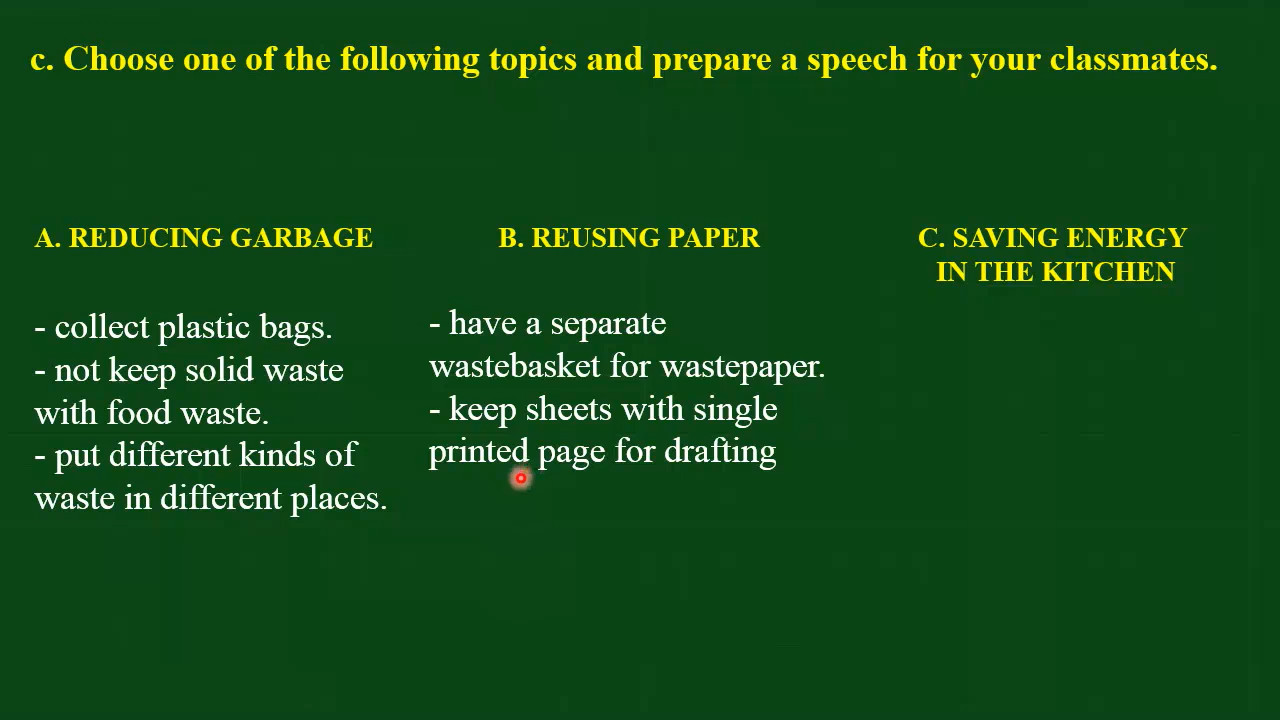 c. Choose one of the following topics and prepare a speech for your classmates.
A. REDUCING GARBAGE
- collect plastic bags.
- not keep solid waste
with food waste.
- put different kinds of
waste in different places.
B. REUSING PAPER
- have a separate
wastebasket for wastepaper.
- keep sheets with single
printed page for drafting
C. SAVING ENERGY
IN THE KITCHEN